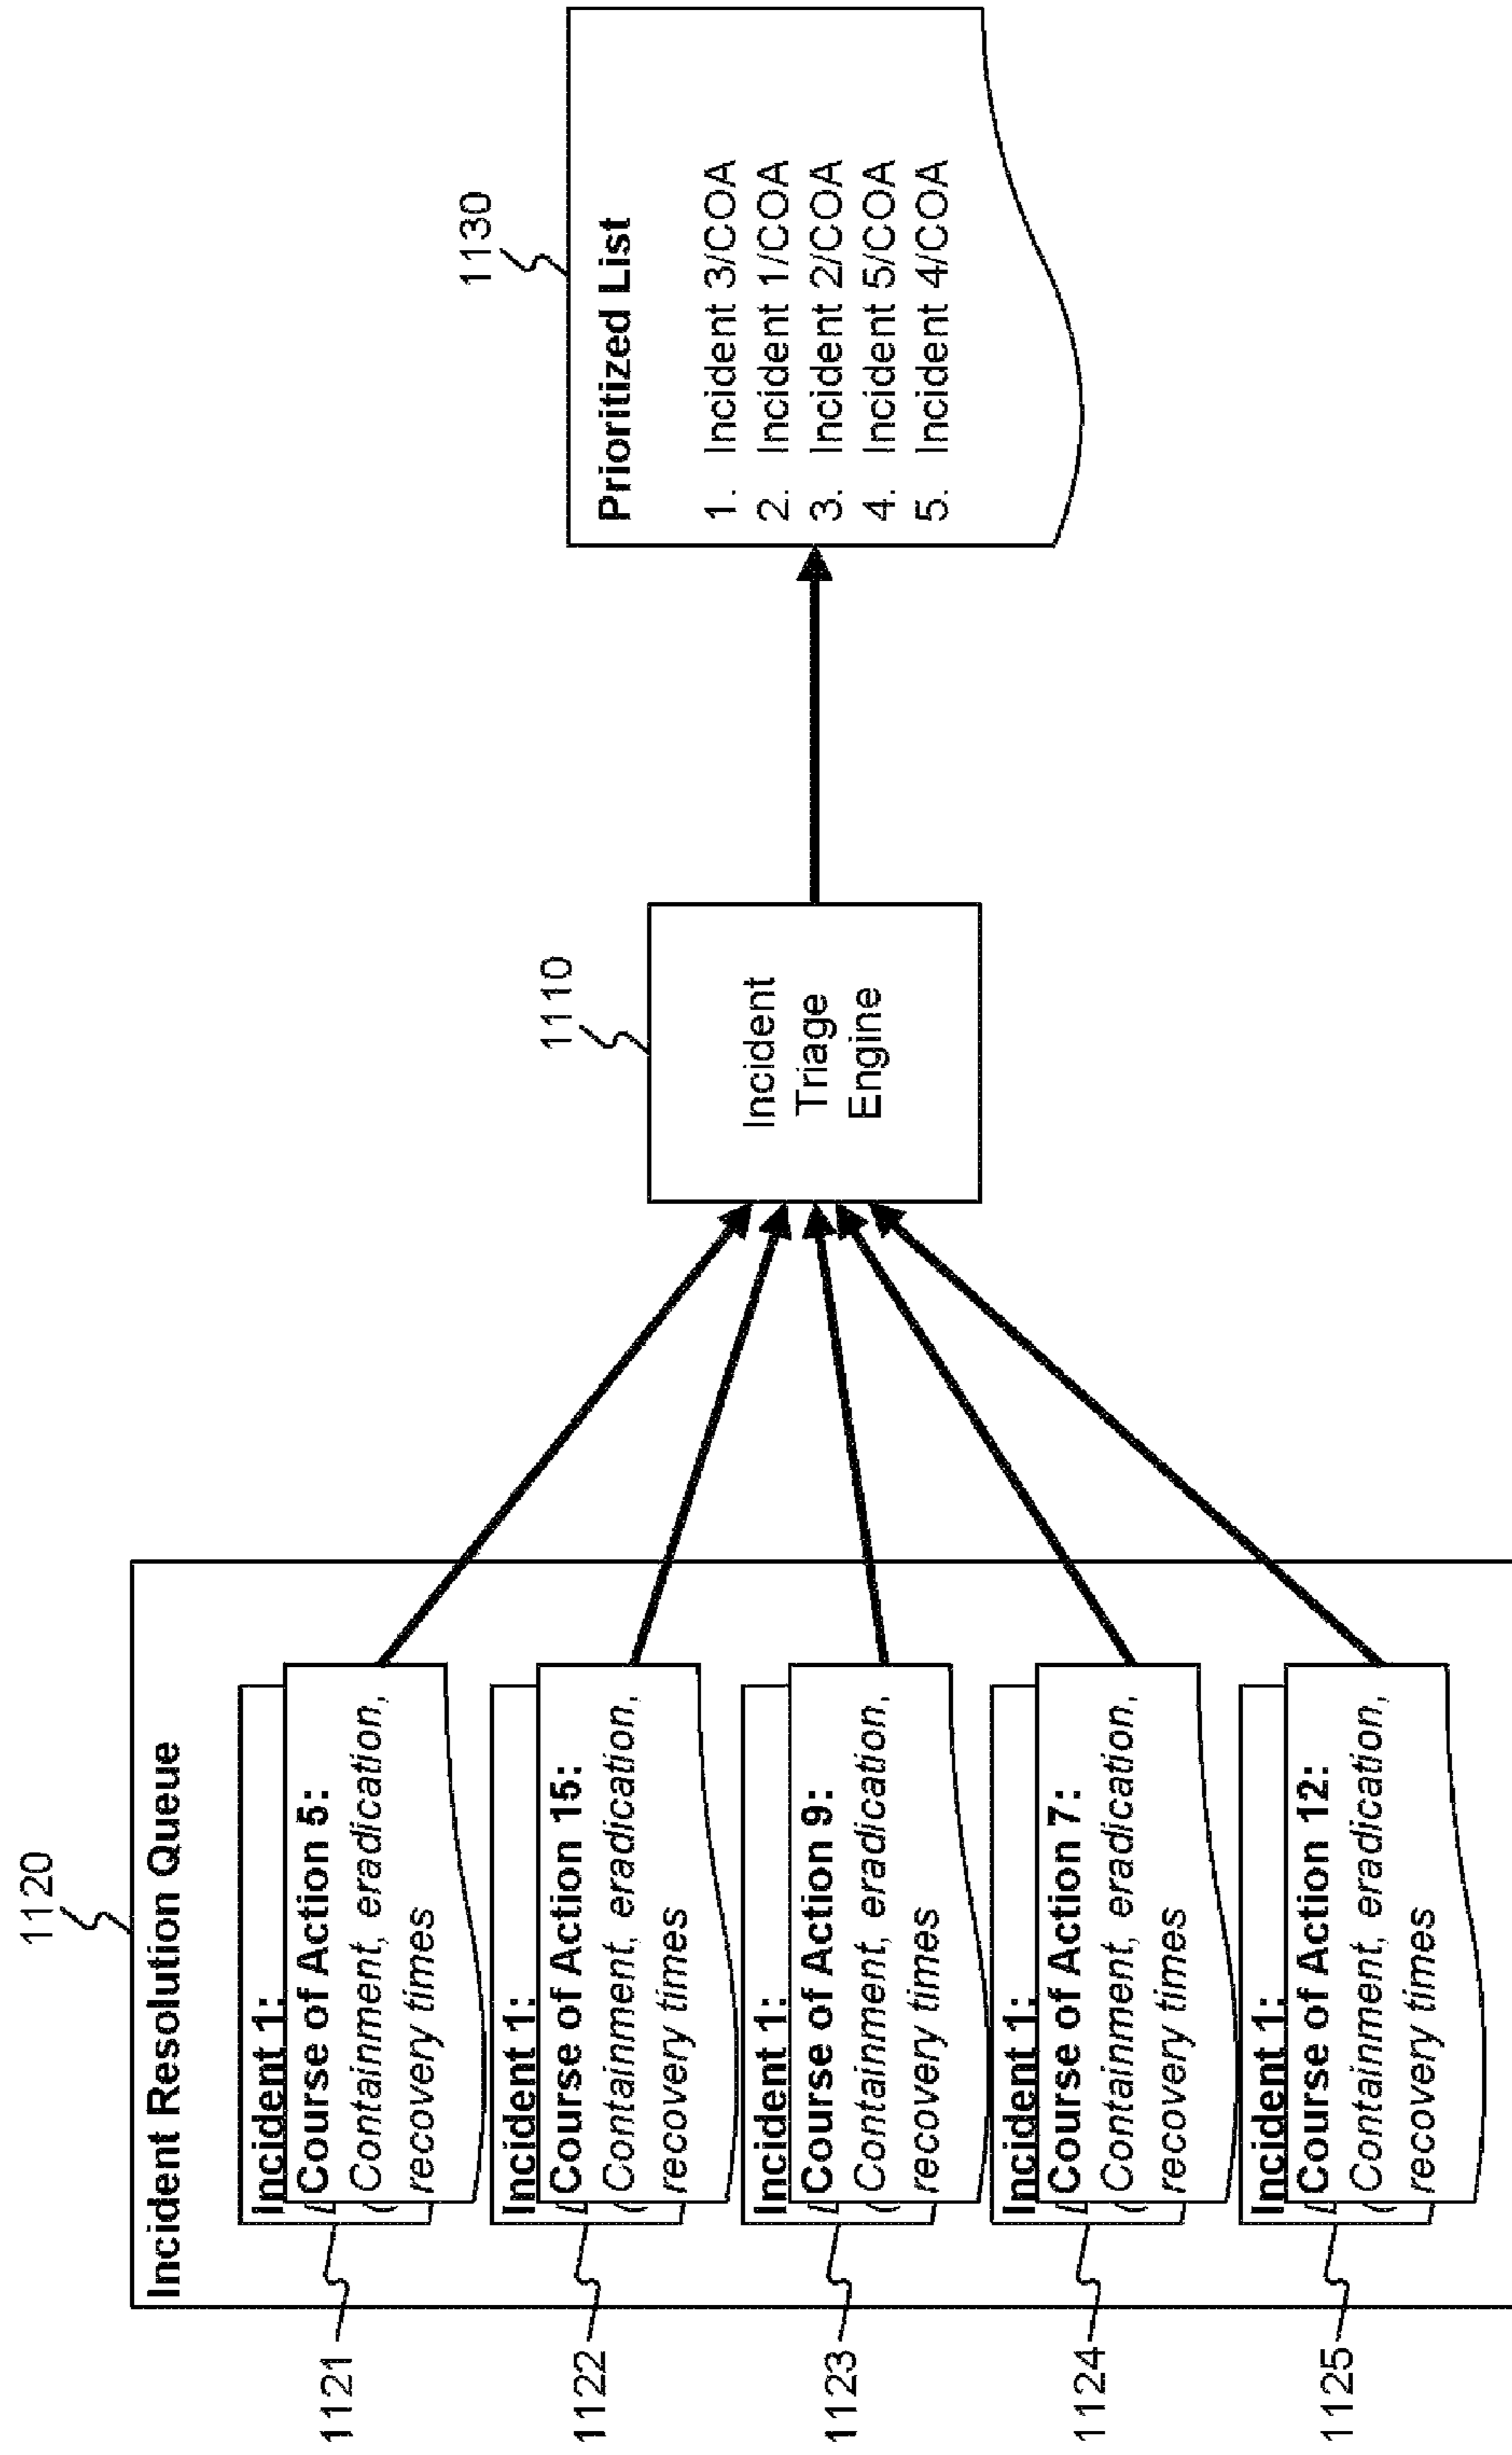 1120
Incident Resolution Queue
1121
Incident 1:
Course of Action 5:
Containment, eradication,
recovery times
1122
Incident 1:
Course of Action 15:
Containment, eradication,
recovery times
1123
Incident 1:
Course of Action 9:
Containment, eradication,
recovery times
1124
Incident 1:
Course of Action 7:
Containment, eradication,
recovery times
1125
Incident 1:
Course of Action 12:
Containment, eradication,
recovery times
1110
Incident
Triage
Engine
1130
Prioritized List
1. Incident 3/COA
2. Incident 1/COA
3. Incident 2/COA
4. Incident 5/COA
5. Incident 4/COA